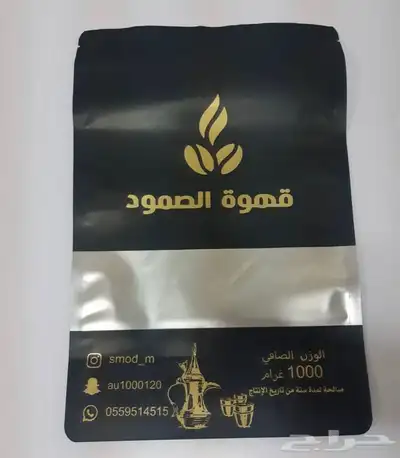 قهوة الصمود
الوزن الصافي
1000 غرام
صالحة لمدة سنة من تاريخ الإنتاج
smod_m
au1000120
0559514515
حراج